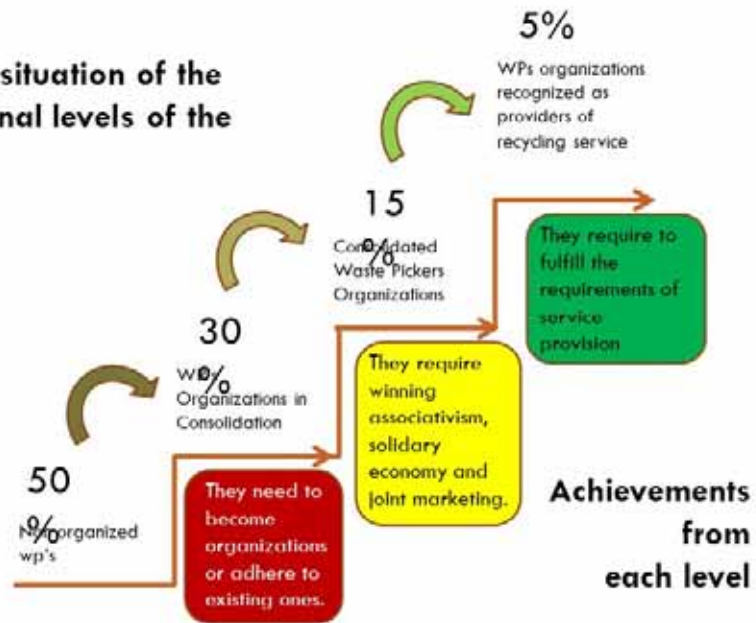 situation of the
nal levels of the
5%
WPs organizations
recognized as
providers of
recycling service
15
%
Consolidated
Waste Pickers
Organizations
They require to
fulfill the
requirements of
service
provision
30
%
WPs
Organizations in
Consolidation
They require
winning
associativism,
solidary
economy and
joint marketing.
50
%
organized
wp's
They need to
become
organizations
or adhere to
existing ones.
Achievements
from
each level